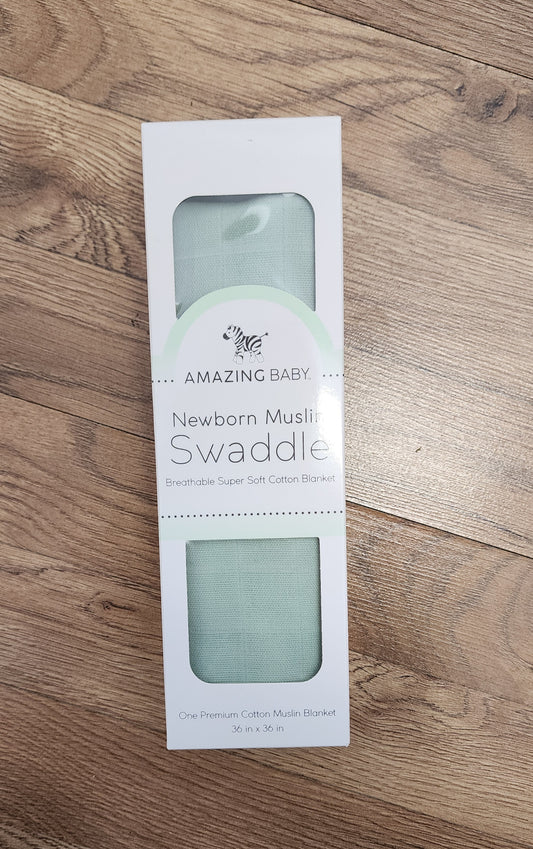 AMAZING BABY.
Newborn Muslin
Swaddle
Breathable Super Soft Cotton Blanket
One Premium Cotton Muslin Blanket
36 in x 36 in